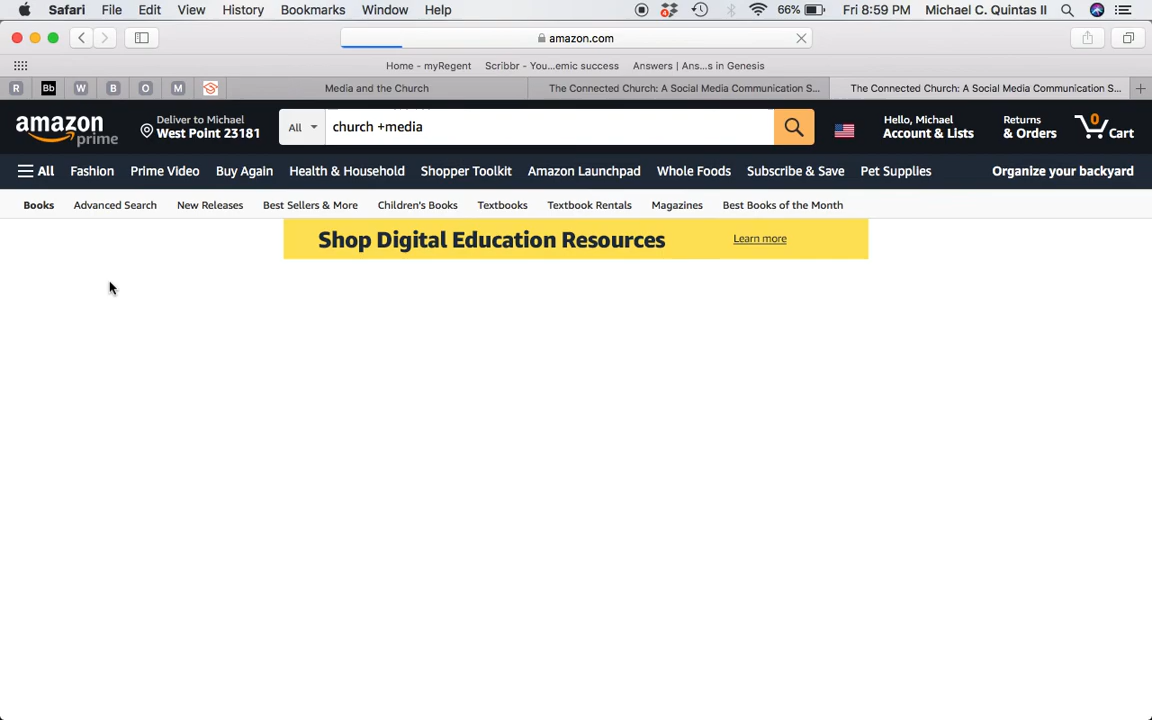 Safari File Edit View History Bookmarks Window Help 4 66% Fri 8:59 PM Michael C. Quintas II
amazon.com
Home - myRegent Scribbr - You...emic success Answers | Ans...s in Genesis
R Bb W B O M Media and the Church The Connected Church: A Social Media Communication S... The Connected Church: A Social Media Communication S...
amazon prime
Deliver to Michael
West Point 23181
All church +media
Hello, Michael
Account & Lists
Returns
& Orders
0
Cart
All Fashion Prime Video Buy Again Health & Household Shopper Toolkit Amazon Launchpad Whole Foods Subscribe & Save Pet Supplies Organize your backyard
Books Advanced Search New Releases Best Sellers & More Children's Books Textbooks Textbook Rentals Magazines Best Books of the Month
Shop Digital Education Resources Learn more